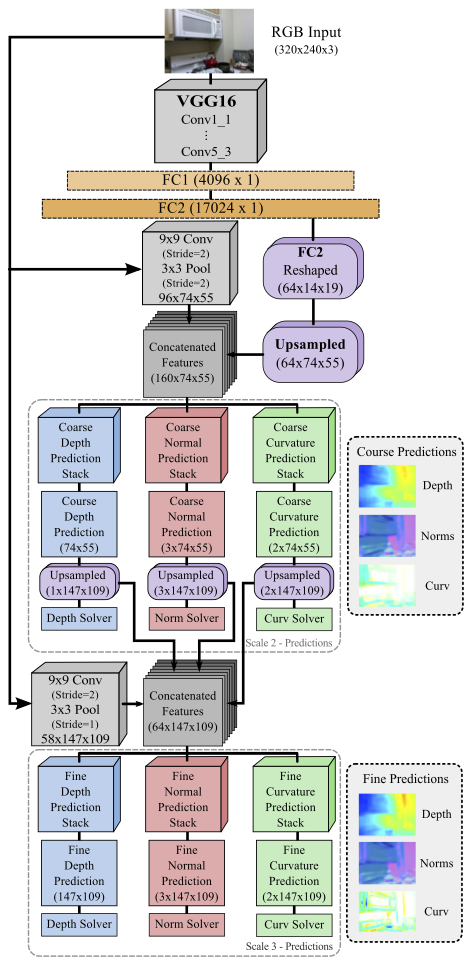 RGB Input
(320x240x3)
VGG16
Conv1_1
⋮
Conv5_3
FC1 (4096 x 1)
FC2 (17024 x 1)
9x9 Conv
(Stride=2)
3x3 Pool
(Stride=2)
96x74x55
FC2
Reshaped
(64x14x19)
Concatenated
Features
(160x74x55)
Upsampled
(64x74x55)
Coarse
Depth
Prediction
Stack
Coarse
Normal
Prediction
Stack
Coarse
Curvature
Prediction
Stack
Course
Depth
Prediction
(74x55)
Coarse
Normal
Prediction
(3x74x55)
Coarse
Curvature
Prediction
(2x74x55)
Upsampled
(1x147x109)
Upsampled
(3x147x109)
Upsampled
(2x147x109)
Depth Solver
Norm Solver
Curv Solver
Scale 2 - Predictions
Course Predictions
Depth
Norms
Curv
9x9 Conv
(Stride=2)
3x3 Pool
(Stride=1)
58x147x109
Concatenated
Features
(64x147x109)
Fine
Depth
Prediction
Stack
Fine
Normal
Prediction
Stack
Fine
Curvature
Prediction
Stack
Fine
Depth
Prediction
(147x109)
Fine
Normal
Prediction
(3x147x109)
Fine
Curvature
Prediction
(2x147x109)
Depth Solver
Norm Solver
Curv Solver
Scale 3 - Predictions
Fine Predictions
Depth
Norms
Curv